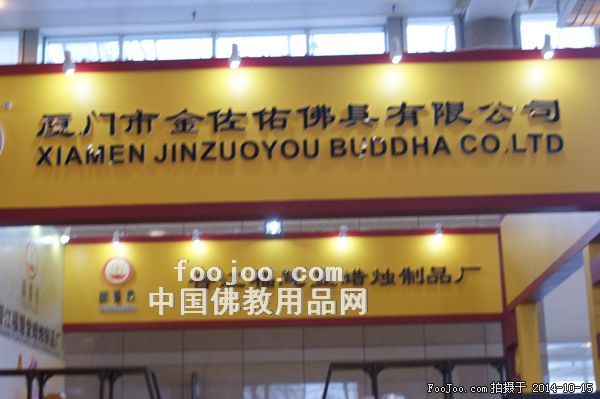 厦门市金佐佑佛具有限公司
XIAMEN JINZUOYOU BUDDHA CO.LTD
蜡烛制品厂
foojoo.com
中国佛教用品网
FooJoo.com 拍摄于 2014-10-15